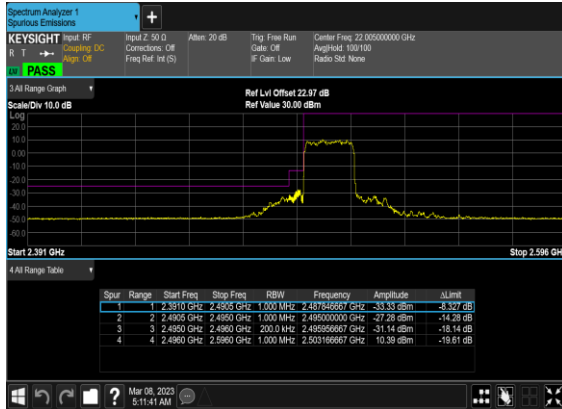 Spectrum Analyzer 1
Spurious Emissions
KEYSIGHT Input: RF Input Z: 50 Ω Atten: 20 dB Trig: Free Run Center Freq: 22.005000000 GHz
R T Coupling: DC Corrections: Off Gate: Off Avg|Hold: 100/100
Align: Off Freq Ref: Int (S) IF Gain: Low Radio Std: None
PASS
3 All Range Graph
Ref Lvl Offset 22.97 dB
Scale/Div 10.0 dB Ref Value 30.00 dBm
Log
20.0
10.0
0.00
-10.0
-20.0
-30.0
-40.0
-50.0
-60.0
Start 2.391 GHz Stop 2.596 GH
4 All Range Table
Spur Range Start Freq Stop Freq RBW Frequency Amplitude ΔLimit
1 1 2.3910 GHz 2.4905 GHz 1.000 MHz 2.487846667 GHz -33.33 dBm -8.327 dB
2 2 2.4905 GHz 2.4950 GHz 1.000 MHz 2.495000000 GHz -27.28 dBm -14.28 dB
3 3 2.4950 GHz 2.4960 GHz 200.0 kHz 2.495956667 GHz -31.14 dBm -18.14 dB
4 4 2.4960 GHz 2.5960 GHz 1.000 MHz 2.503166667 GHz 10.39 dBm -19.61 dB
Mar 08, 2023
5:11:41 AM